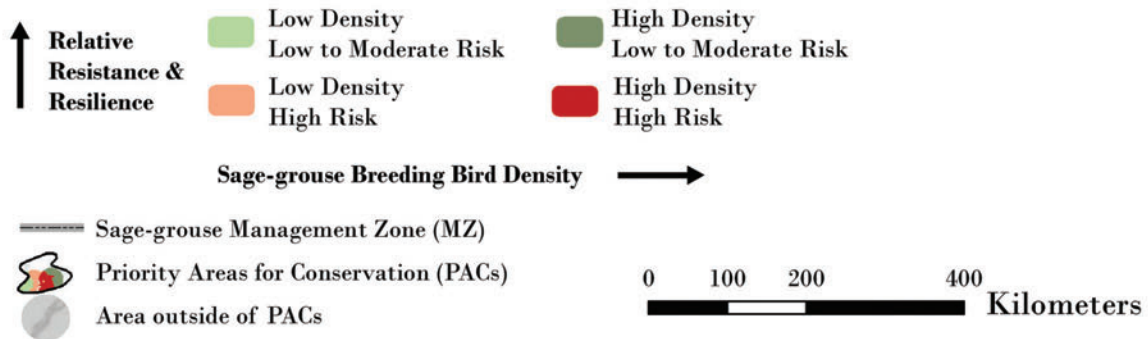 Relative
Resistance &
Resilience
Low Density
Low to Moderate Risk
High Density
Low to Moderate Risk
Low Density
High Risk
High Density
High Risk
Sage-grouse Breeding Bird Density
Sage-grouse Management Zone (MZ)
Priority Areas for Conservation (PACs)
Area outside of PACs
0 100 200 400
Kilometers